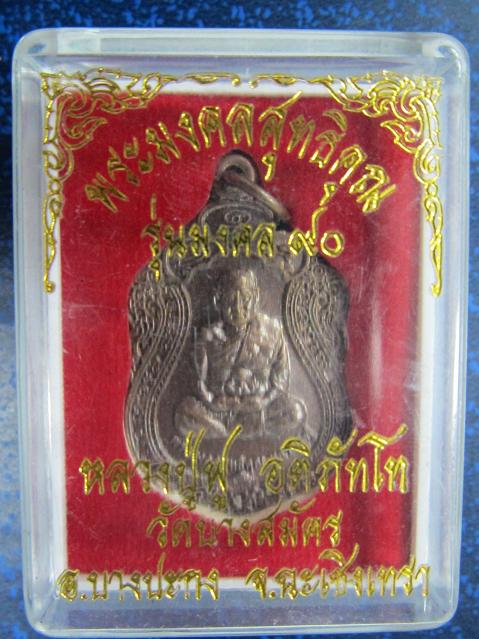 พระมงคลสุทธิคุณ
รุ่นมงคล ๙๐
หลวงปู่ฟู อติภัทโท
วัดบางสมัคร
อ.บางปะกง จ.ฉะเชิงเทรา